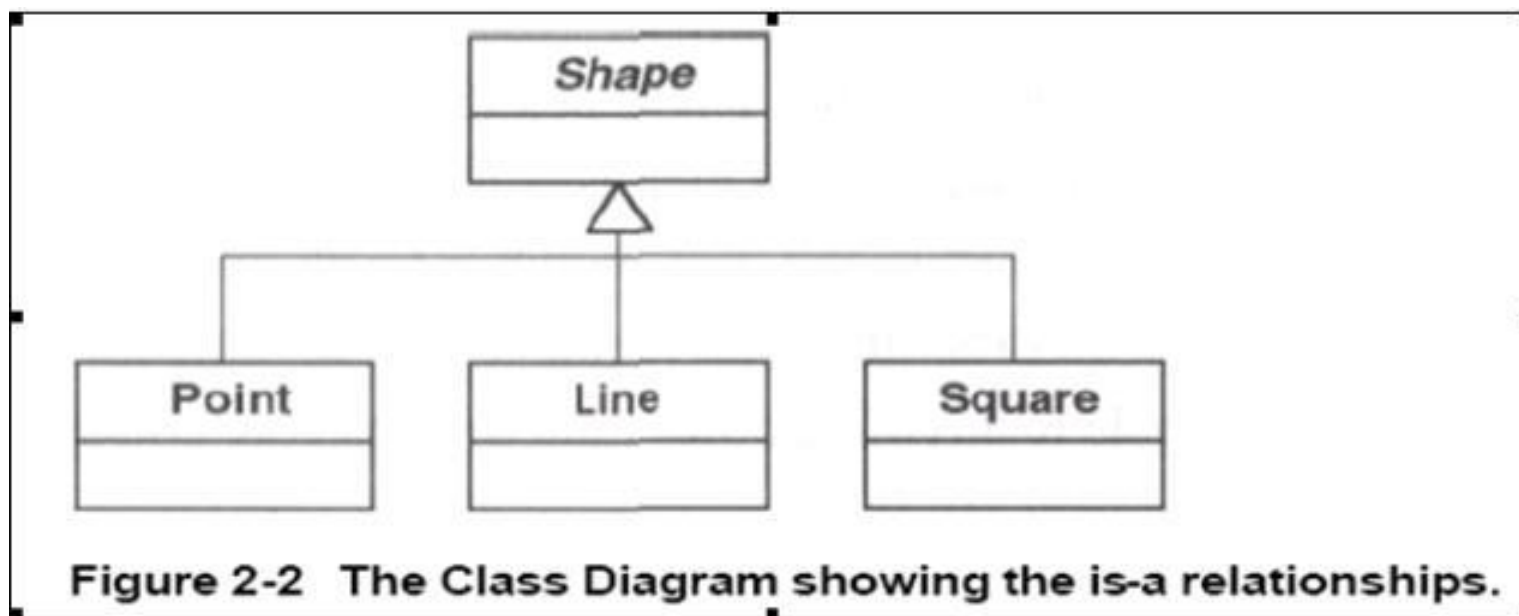 Shape
Point
Line
Square
Figure 2-2 The Class Diagram showing the is-a relationships.